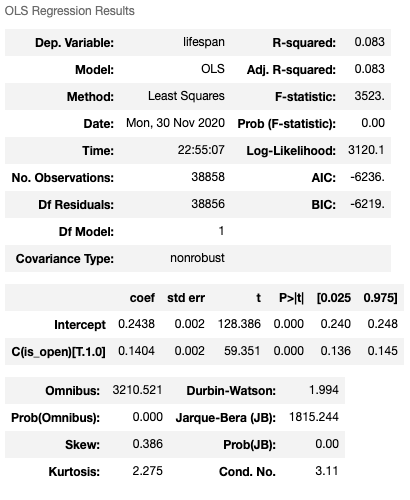 OLS Regression Results
Dep. Variable: lifespan R-squared: 0.083
Model: OLS Adj. R-squared: 0.083
Method: Least Squares F-statistic: 3523.
Date: Mon, 30 Nov 2020 Prob (F-statistic): 0.00
Time: 22:55:07 Log-Likelihood: 3120.1
No. Observations: 38858 AIC: -6236.
Df Residuals: 38856 BIC: -6219.
Df Model: 1
Covariance Type: nonrobust
coef std err t P>|t| [0.025 0.975]
Intercept 0.2438 0.002 128.386 0.000 0.240 0.248
C(is_open)[T.1.0] 0.1404 0.002 59.351 0.000 0.136 0.145
Omnibus: 3210.521 Durbin-Watson: 1.994
Prob(Omnibus): 0.000 Jarque-Bera (JB): 1815.244
Skew: 0.386 Prob(JB): 0.00
Kurtosis: 2.275 Cond. No. 3.11